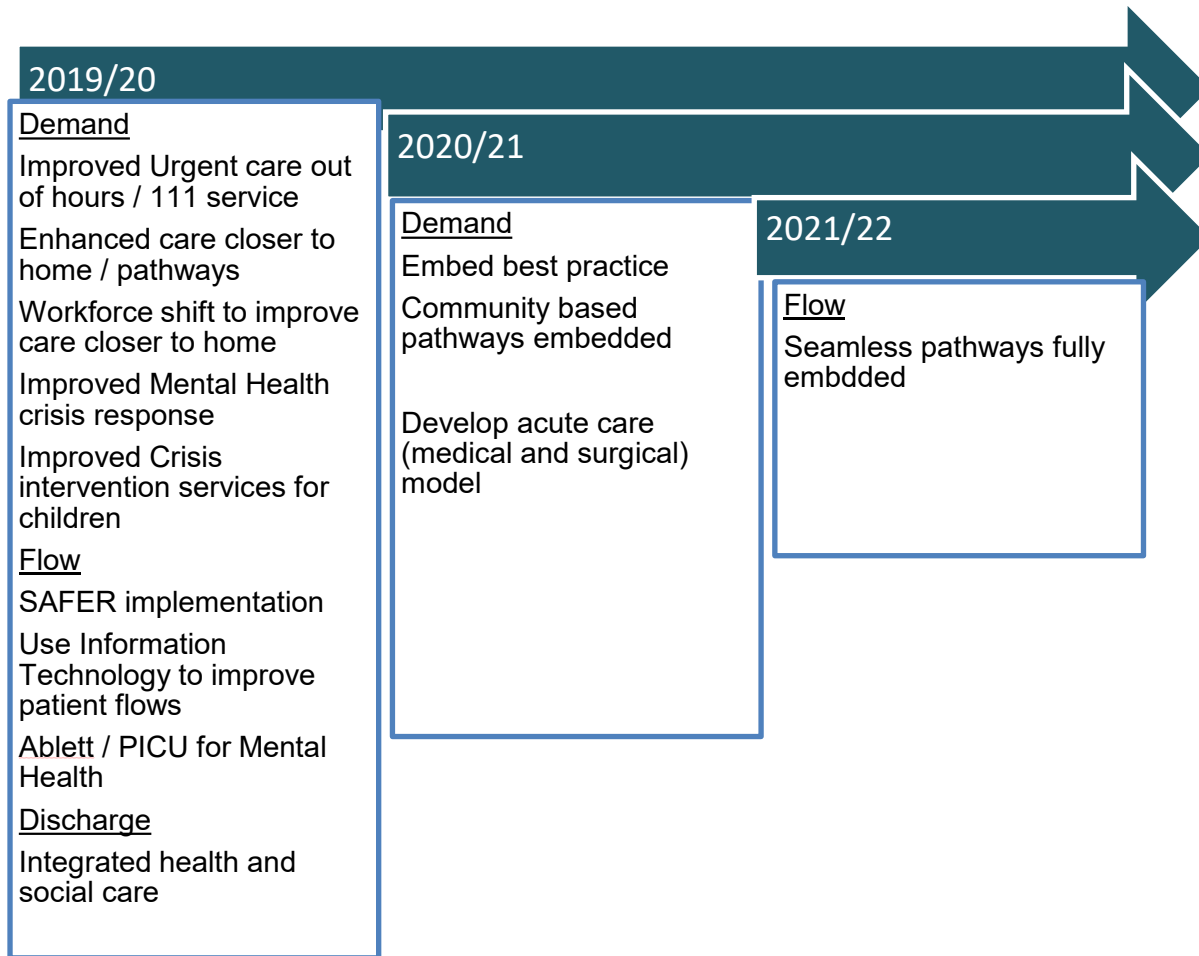 2019/20
Demand
Improved Urgent care out
of hours / 111 service
Enhanced care closer to
home / pathways
Workforce shift to improve
care closer to home
Improved Mental Health
crisis response
Improved Crisis
intervention services for
children
Flow
SAFER implementation
Use Information
Technology to improve
patient flows
Ablett / PICU for Mental
Health
Discharge
Integrated health and
social care
2020/21
Demand
Embed best practice
Community based
pathways embedded
Develop acute care
(medical and surgical)
model
2021/22
Flow
Seamless pathways fully
embdded